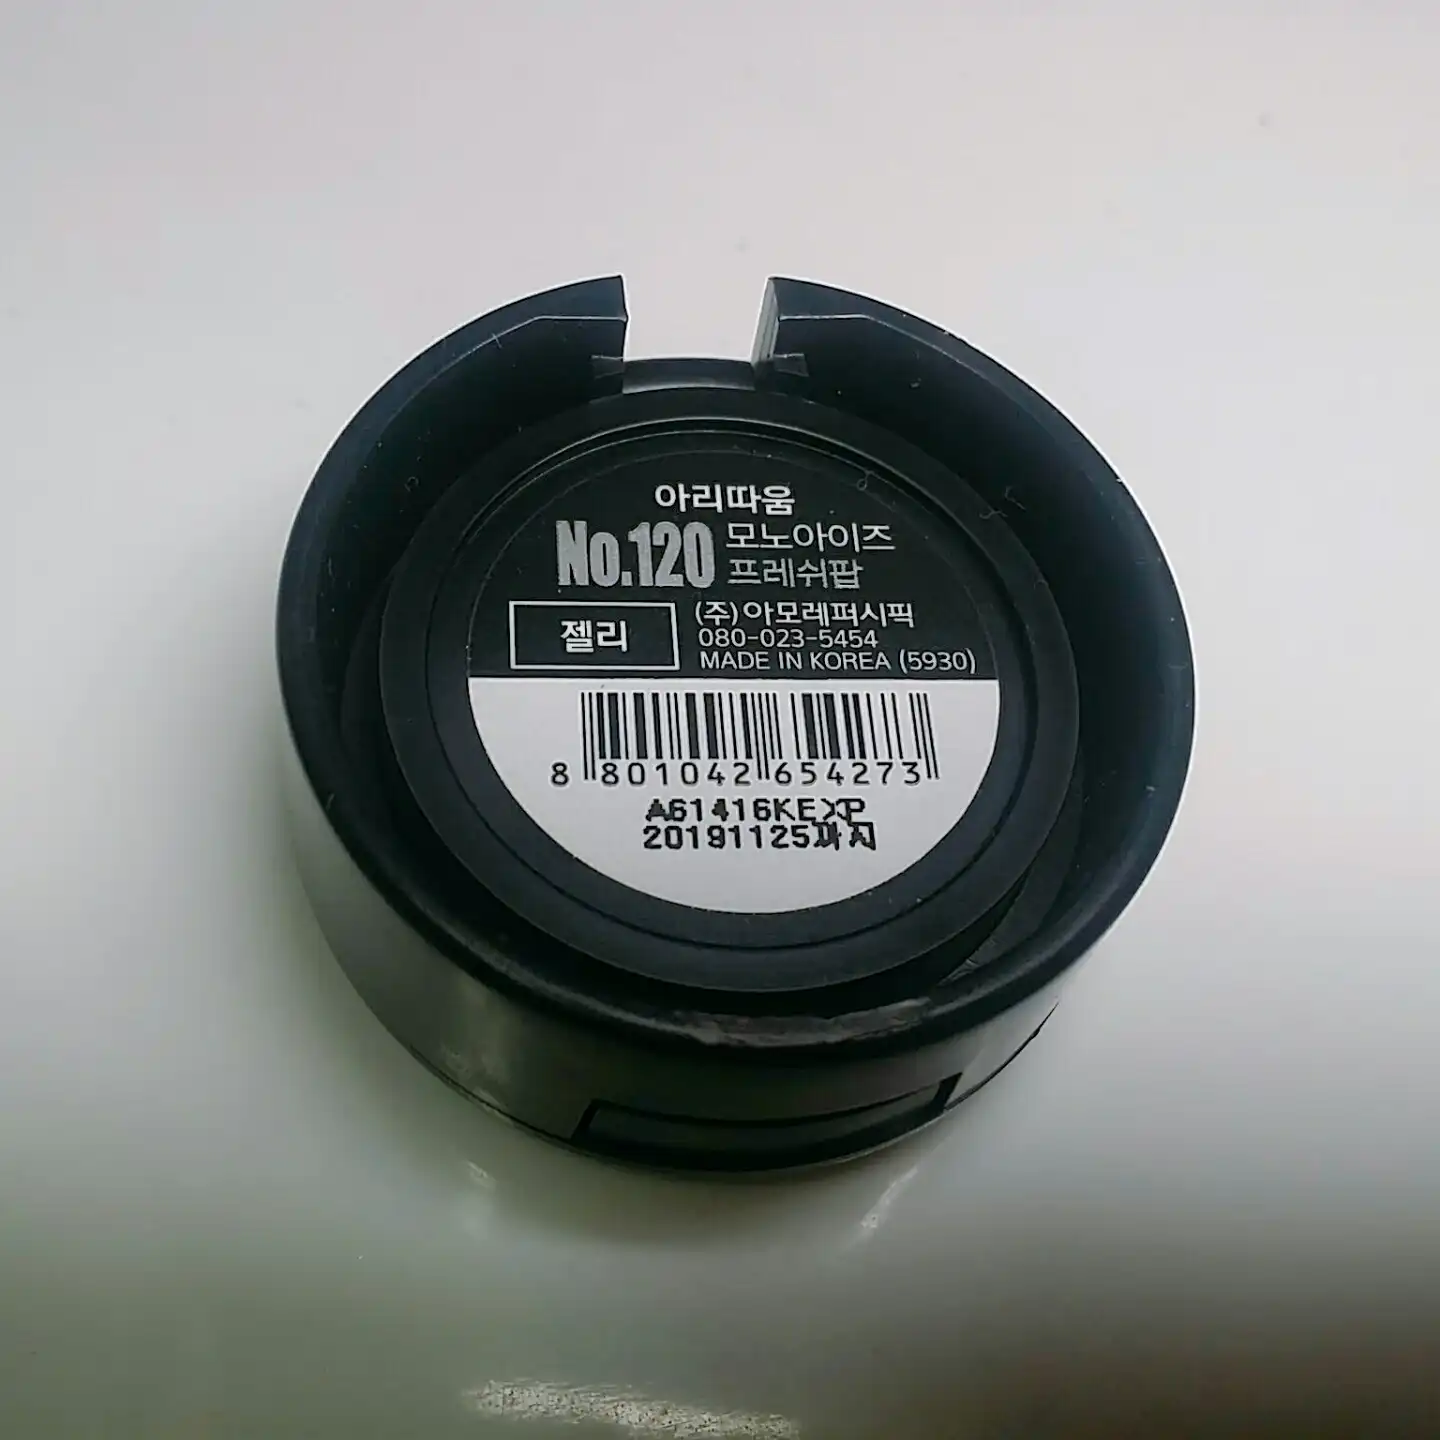 아리따움
No.120 모노아이즈
프레쉬팝
젤리
(주)아모레퍼시픽
080-023-5454
MADE IN KOREA (5930)
8 801042 654273
A61416KEXP
20191125까지